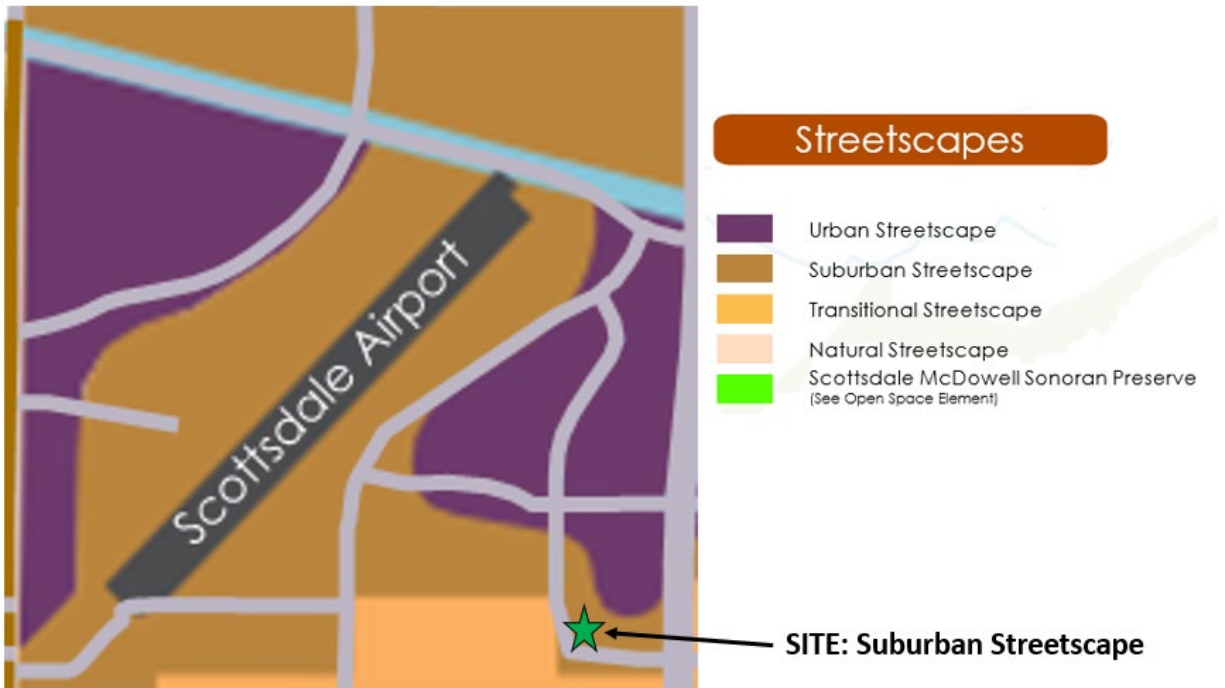 Scottsdale Airport
Streetscapes
Urban Streetscape
Suburban Streetscape
Transitional Streetscape
Natural Streetscape
Scottsdale McDowell Sonoran Preserve
(See Open Space Element)
SITE: Suburban Streetscape